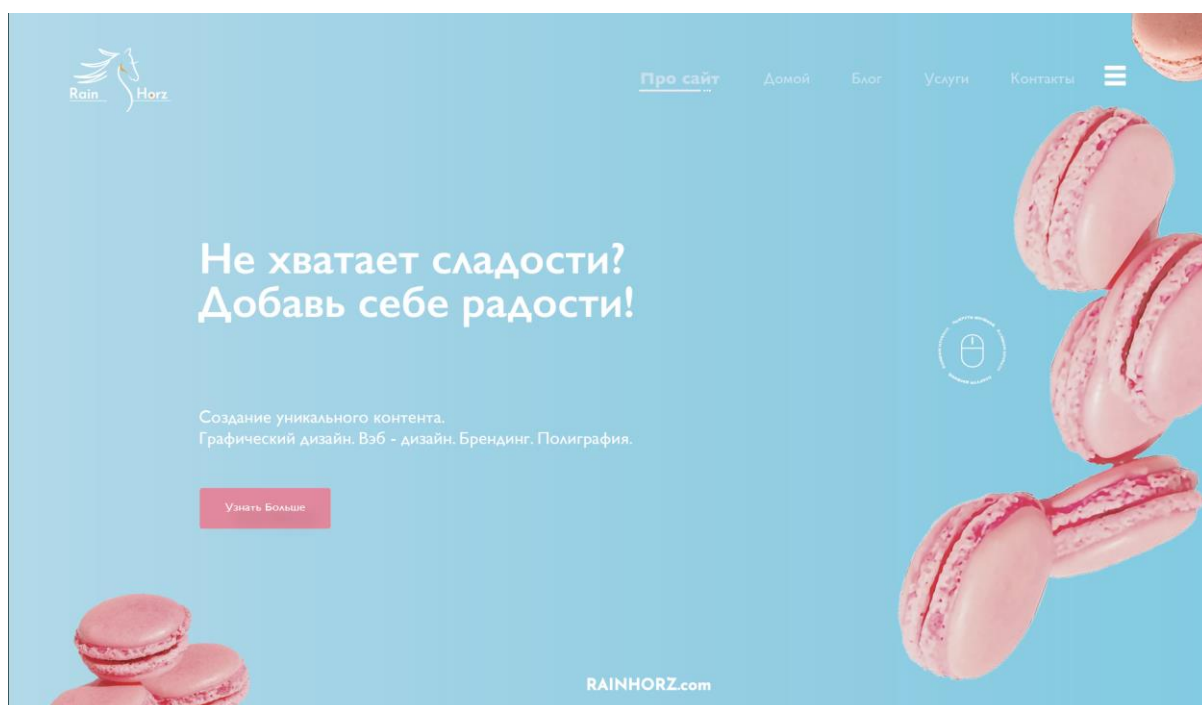 Rain Horz
Про сайт Домой Блог Услуги Контакты
Не хватает сладости?
Добавь себе радости!
Создание уникального контента.
Графический дизайн. Вэб - дизайн. Брендинг. Полиграфия.
Узнать Больше
RAINHORZ.com